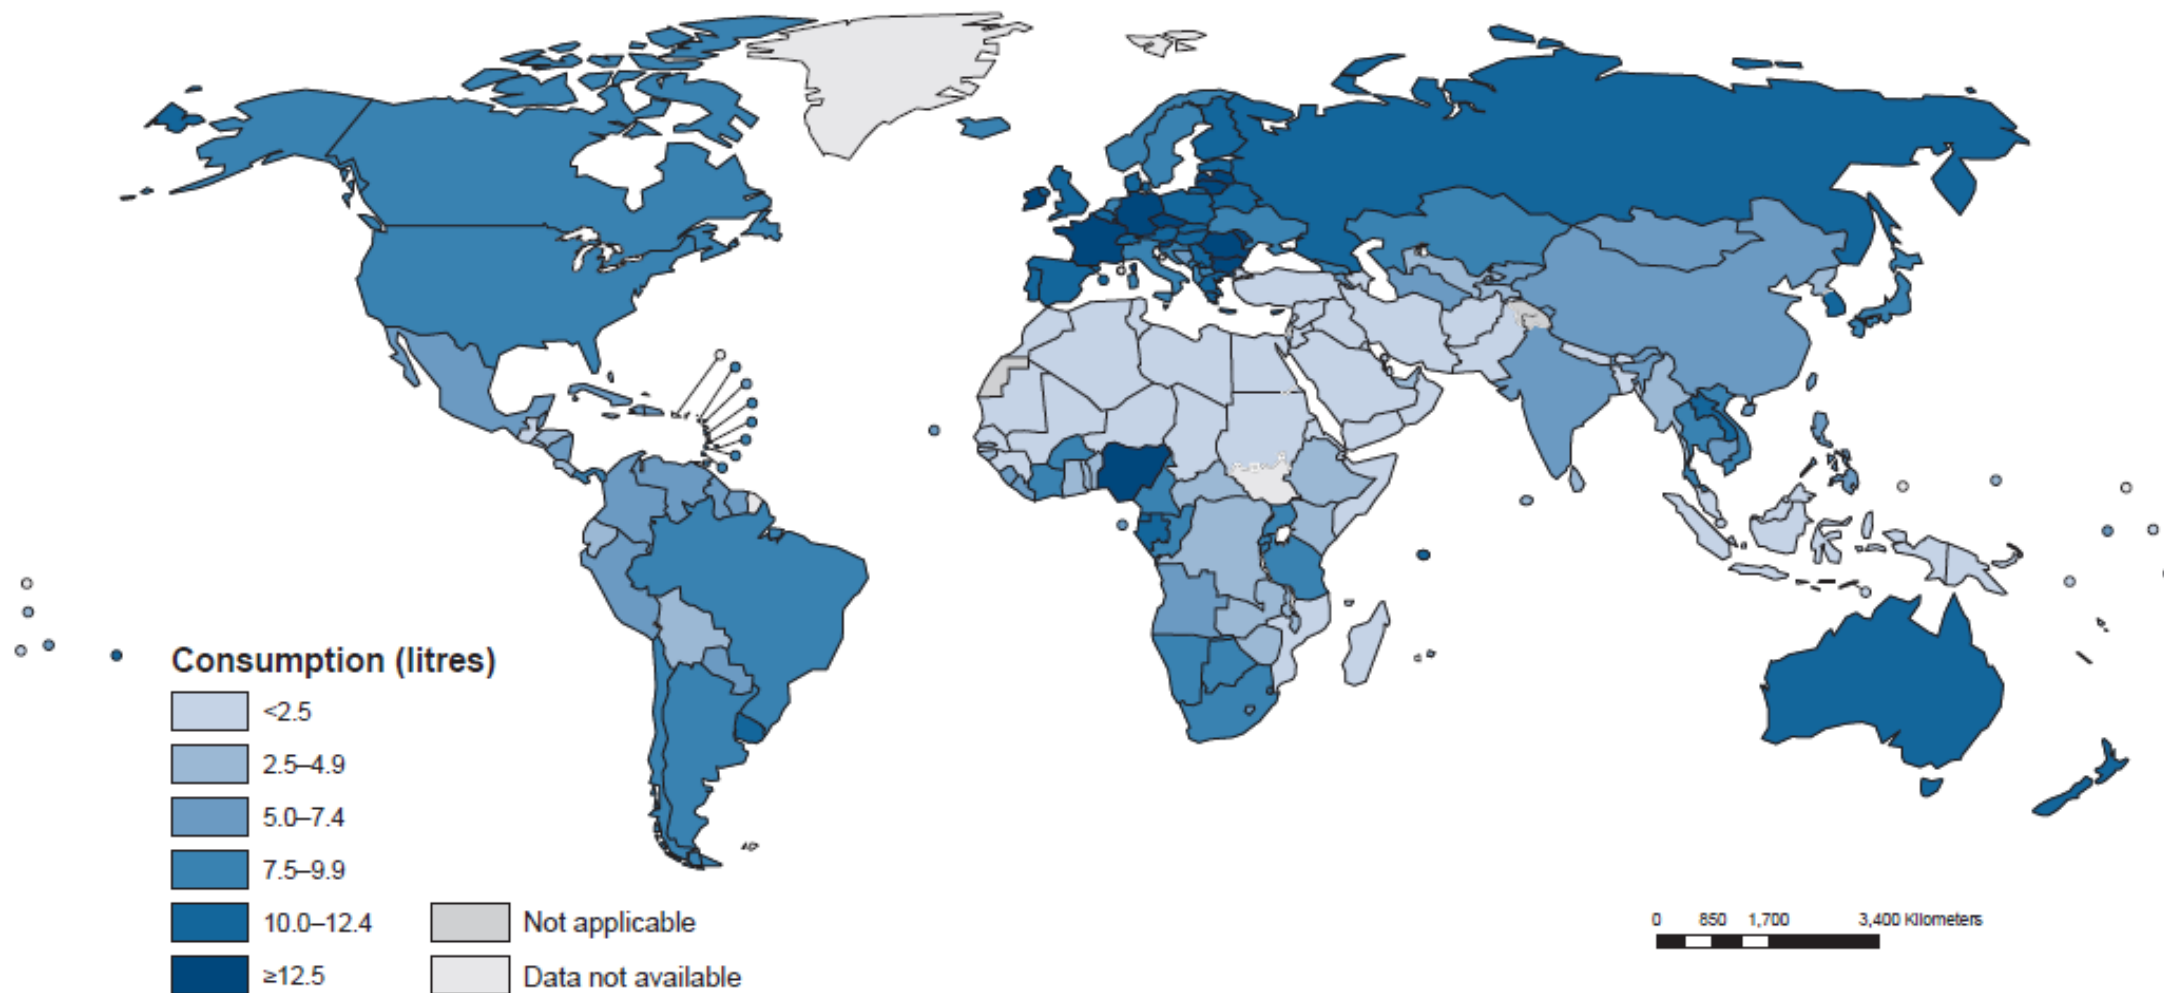 Consumption (litres)
<2.5
2.5–4.9
5.0–7.4
7.5–9.9
10.0–12.4
≥12.5
Not applicable
Data not available
0 850 1,700 3,400 Kilometers